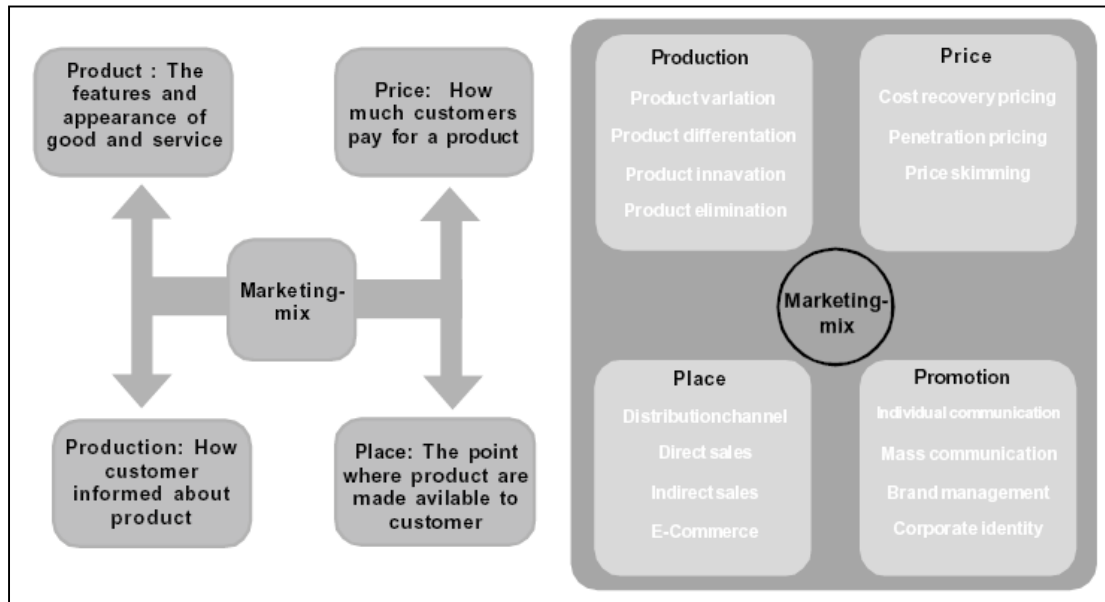 Product : The
features and
appearance of
good and service
Price: How
much customers
pay for a product
Marketing-
mix
Production: How
customer
informed about
product
Place: The point
where product are
made avilable to
customer
Production
Product varlation
Product differentation
Product innavation
Product elimination
Price
Cost recovery pricing
Penetration pricing
Price skimming
Marketing-
mix
Place
Distributionchannel
Direct sales
Indirect sales
E-Commerce
Promotion
Individual communication
Mass communication
Brand management
Corporate identity